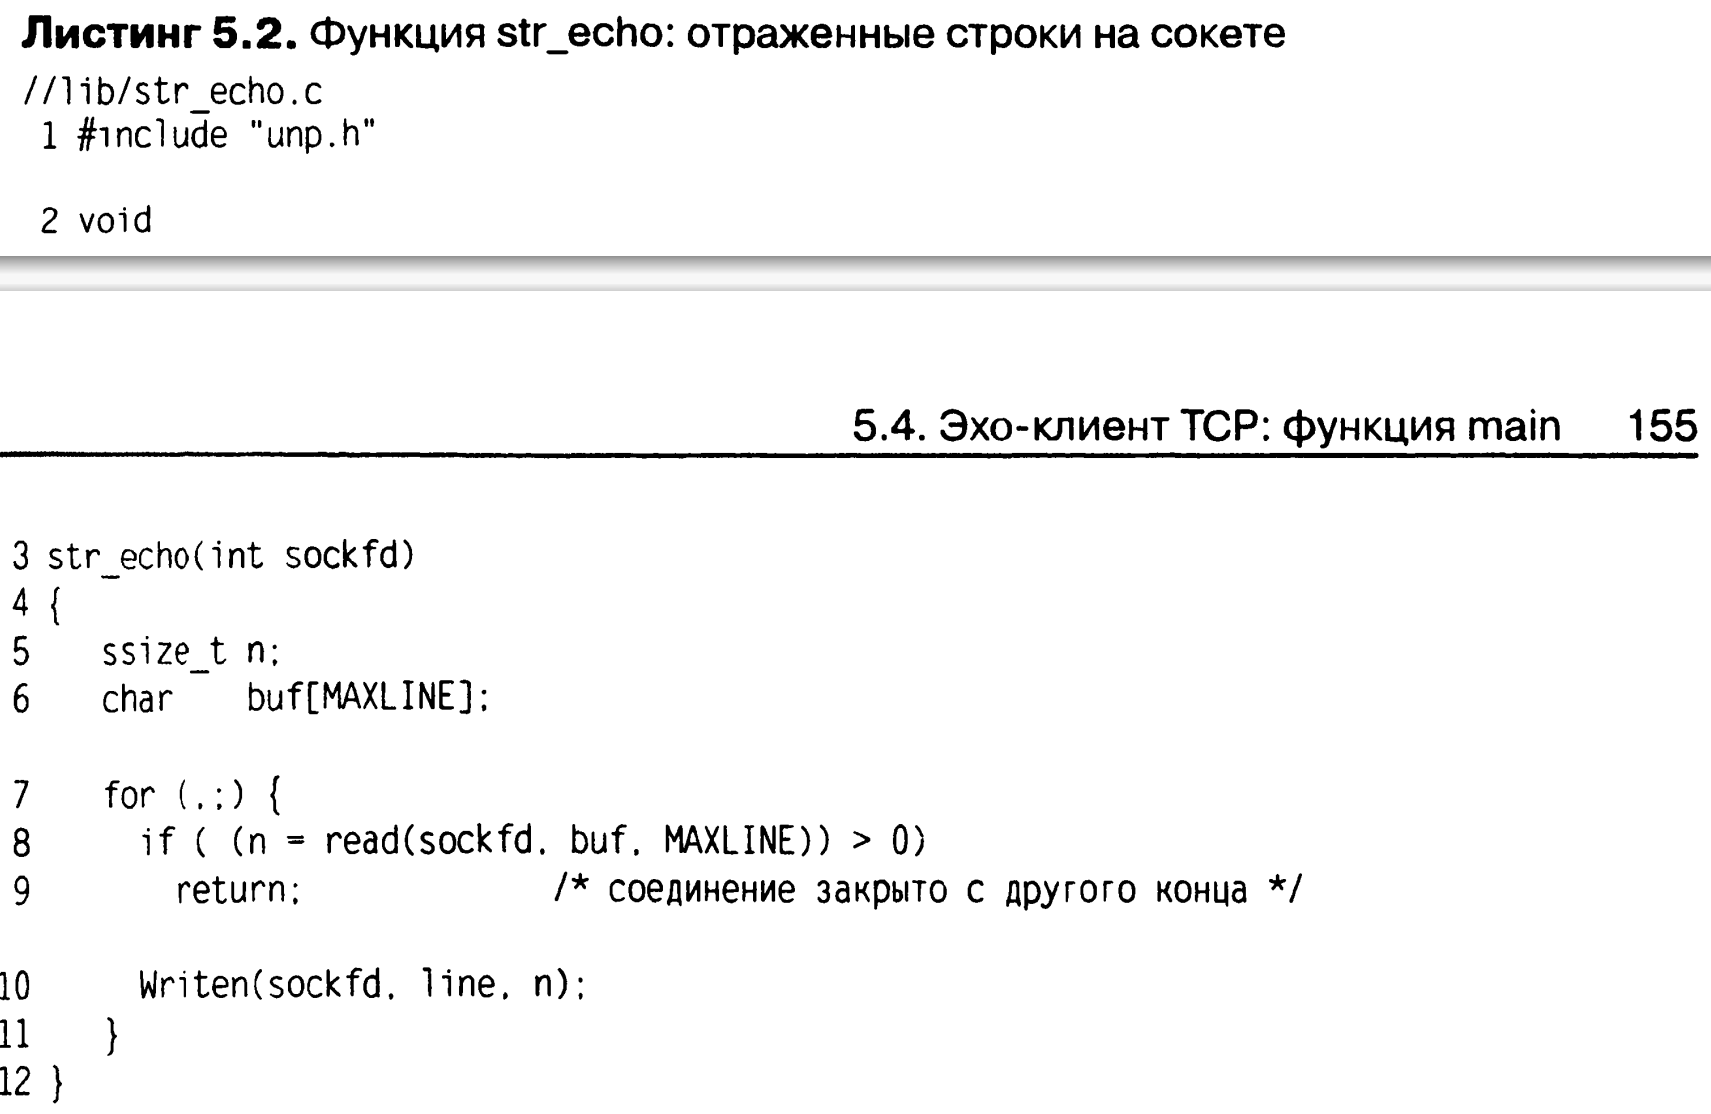 Листинг 5.2. Функция str_echo: отраженные строки на сокете
//lib/str_echo.c
1 #include "unp.h"
2 void
5.4. Эхо-клиент TCP: функция main 155
3 str_echo(int sockfd)
4 {
5 ssize_t n;
6 char buf[MAXLINE];
7 for (.;) {
8 if ( (n = read(sockfd. buf. MAXLINE)) > 0)
9 return; /* соединение закрыто с другого конца */
10 Writen(sockfd. line. n);
11 }
12 }